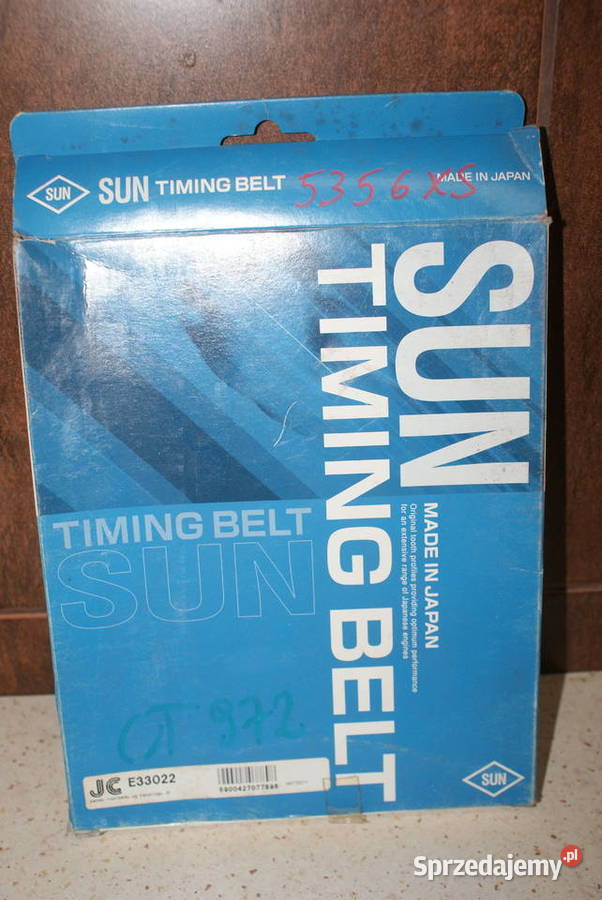 SUN SUN TIMING BELT 5356XS MADE IN JAPAN
SUN
TIMING BELT
MADE IN JAPAN
Original tooth profiles providing optimum performance
for an extensive range of Japanese engines
TIMING BELT
SUN
CT 972
JC E33022
5900427077898
SUN
Sprzedajemy.pl